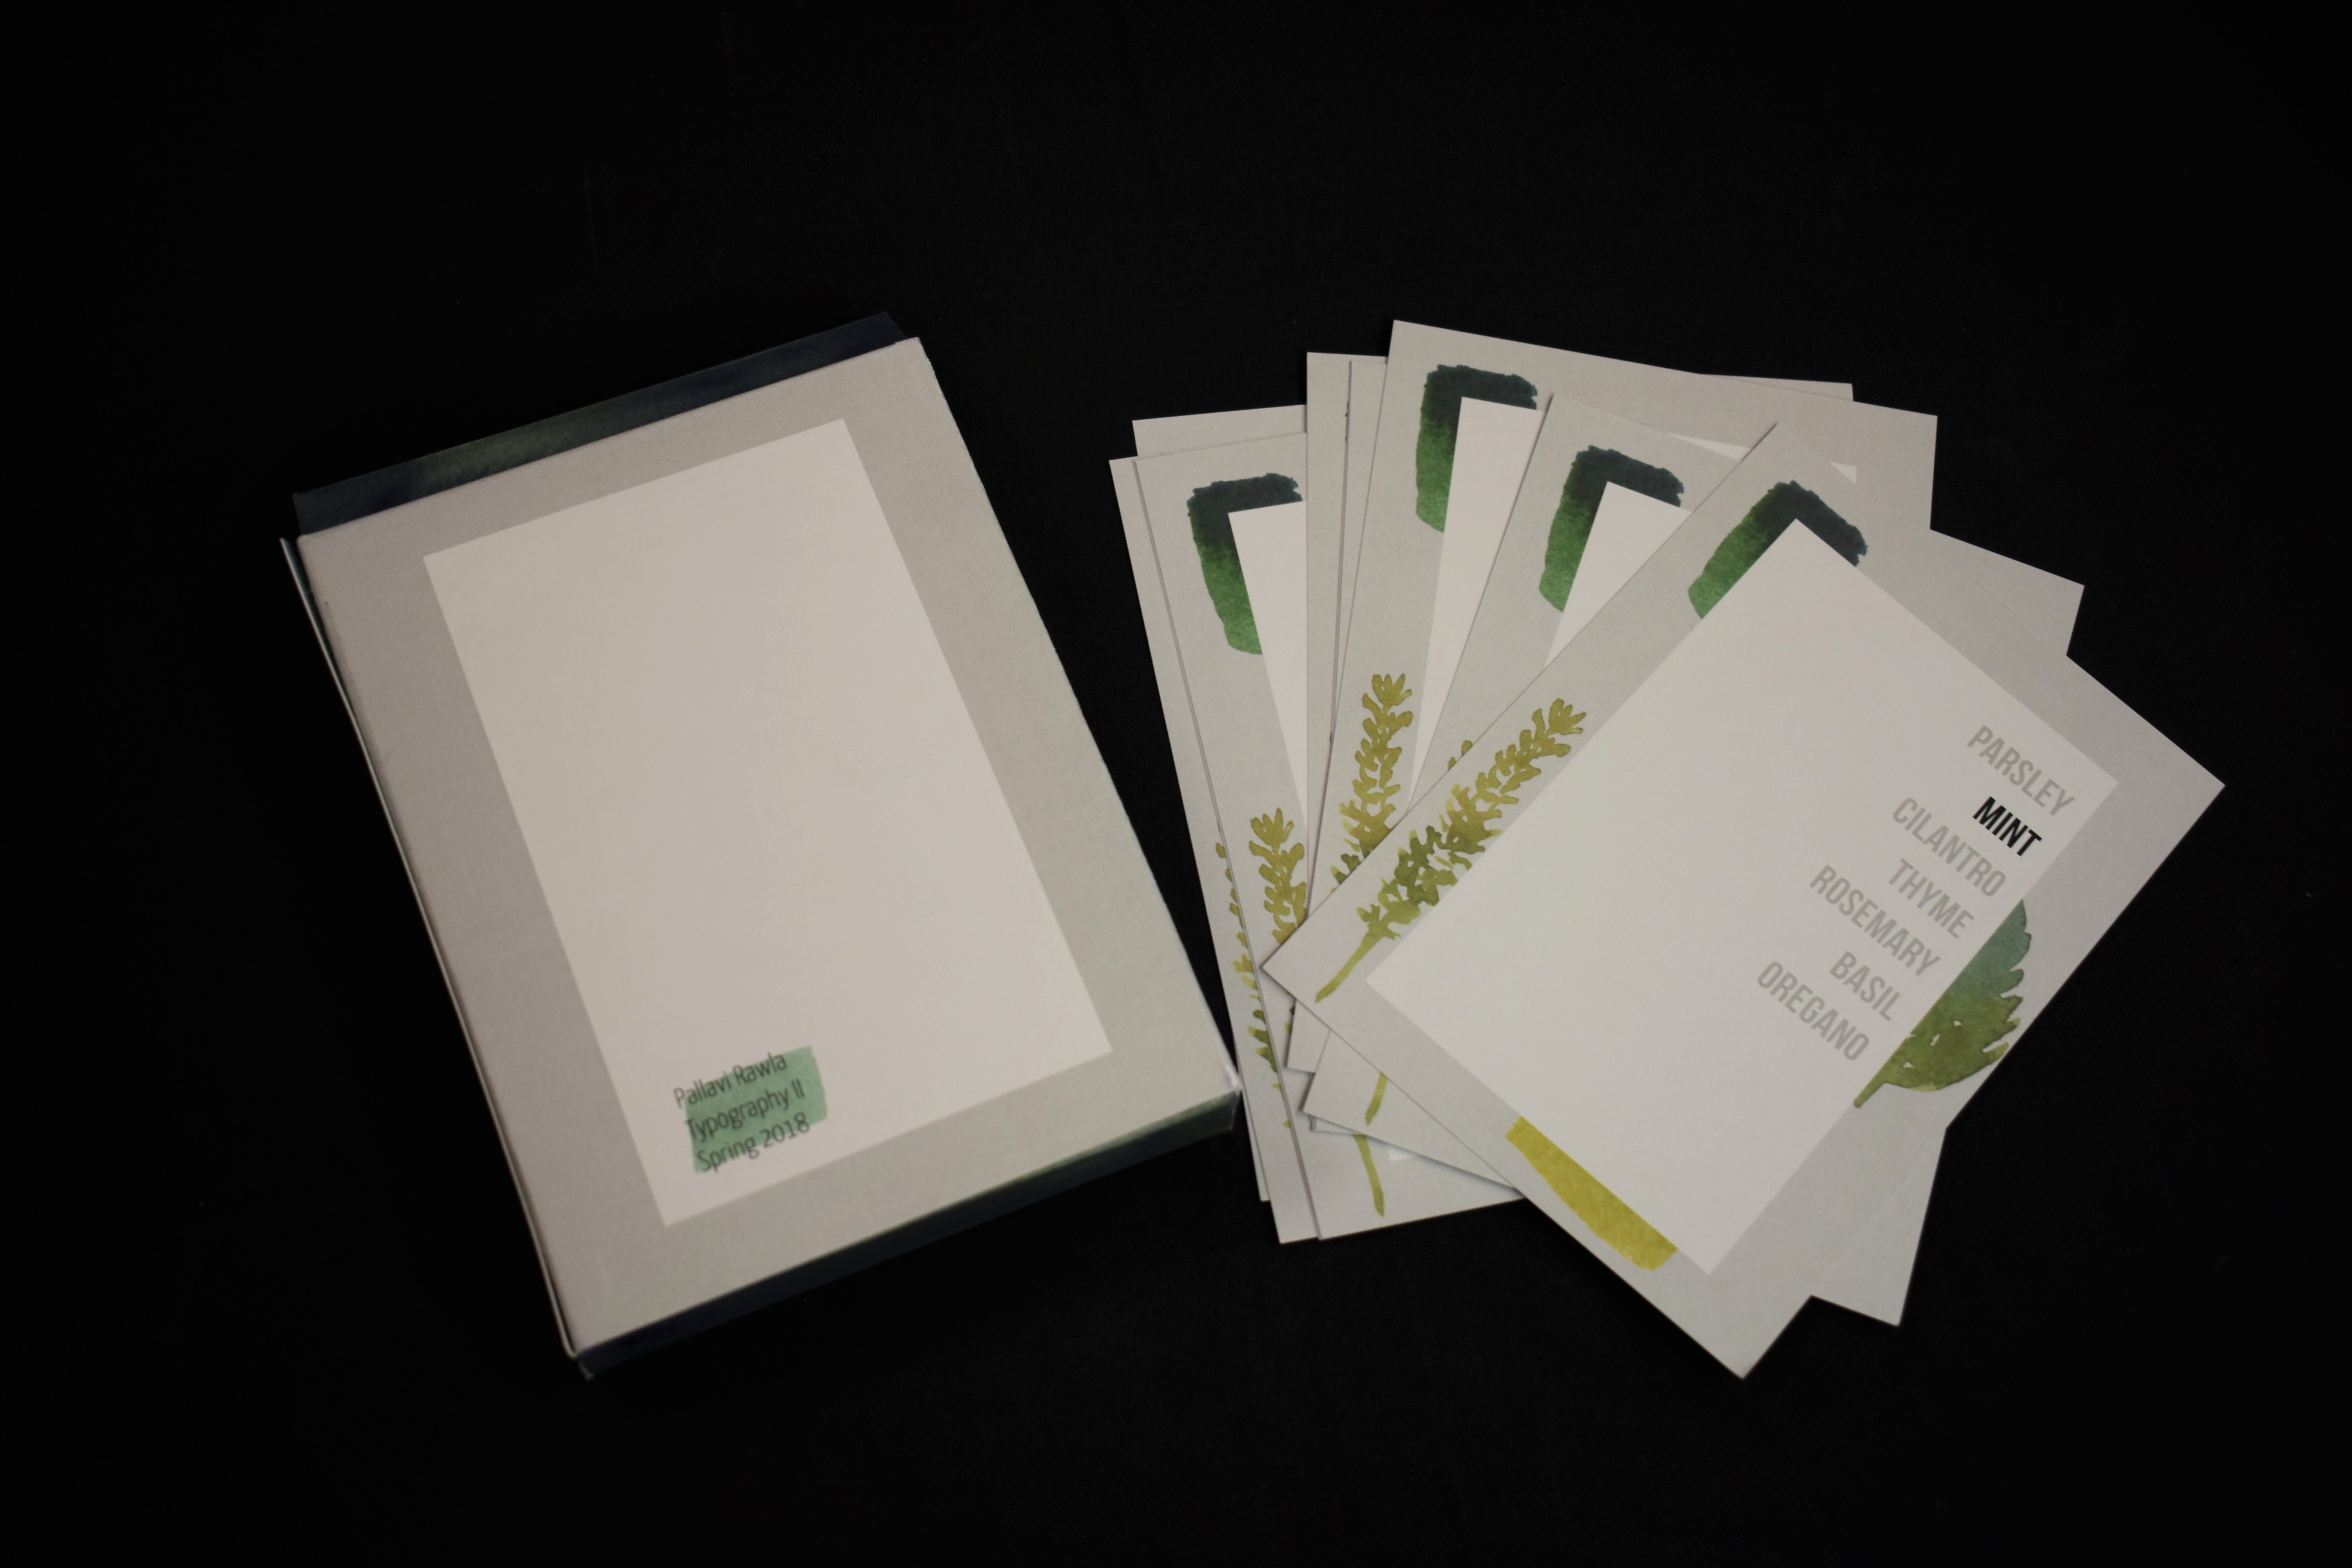 Pallavi Rawla
Typography II
Spring 2018
PARSLEY
MINT
CILANTRO
THYME
ROSEMARY
BASIL
OREGANO